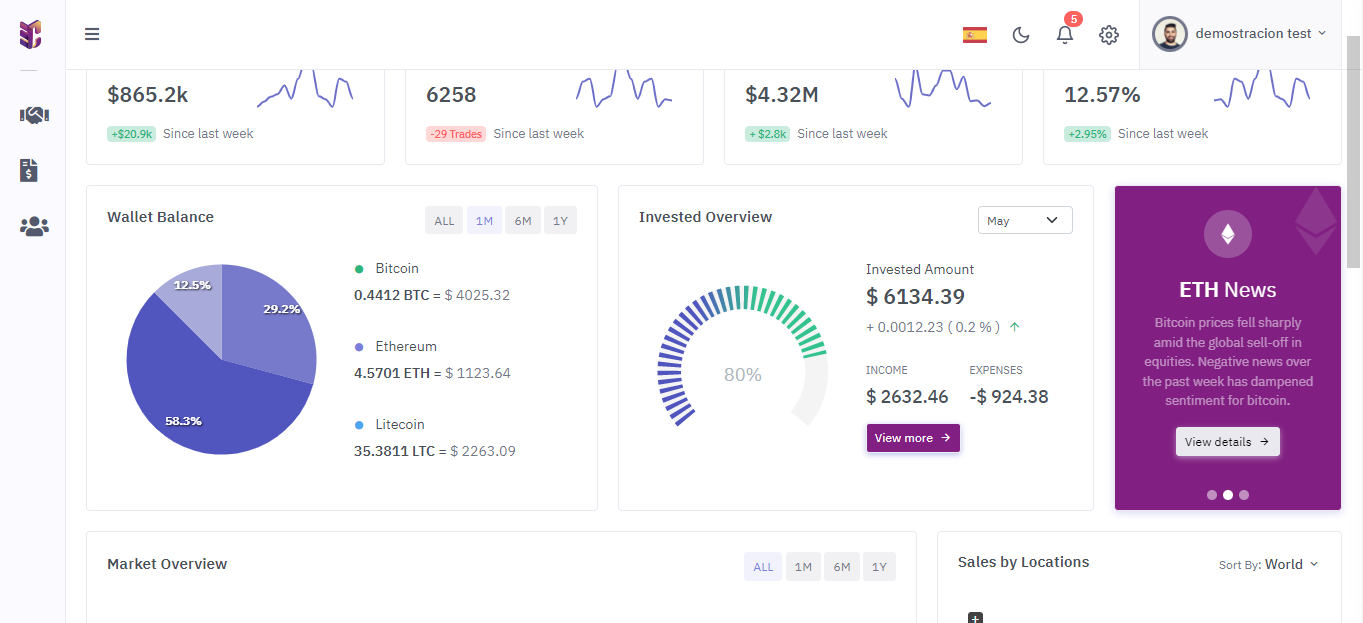 5
demostracion test
$865.2k
6258
$4.32M
12.57%
+$20.9k Since last week
-29 Trades Since last week
+ $2.8k Since last week
+2.95% Since last week
Wallet Balance
ALL 1M 6M 1Y
12.5%
29.2%
58.3%
Bitcoin
0.4412 BTC = $ 4025.32
Ethereum
4.5701 ETH = $ 1123.64
Litecoin
35.3811 LTC = $ 2263.09
Invested Overview
May
80%
Invested Amount
$ 6134.39
+ 0.0012.23 ( 0.2 % )
INCOME EXPENSES
$ 2632.46 -$ 924.38
View more
ETH News
Bitcoin prices fell sharply
amid the global sell-off in
equities. Negative news over
the past week has dampened
sentiment for bitcoin.
View details
Market Overview
ALL 1M 6M 1Y
Sales by Locations
Sort By: World
+